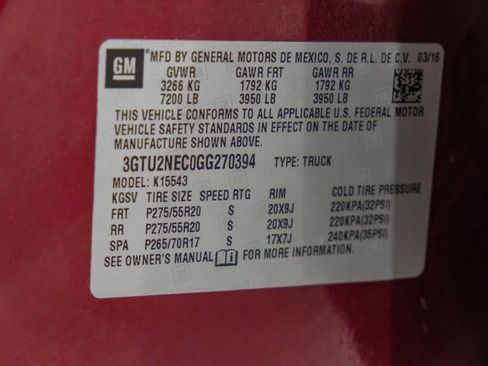 GM
MFD BY GENERAL MOTORS DE MEXICO, S. DE R.L. DE C.V. 03/16
GVWR GAWR FRT GAWR RR
3266 KG 1792 KG 1792 KG
7200 LB 3950 LB 3950 LB
THIS VEHICLE CONFORMS TO ALL APPLICABLE U.S. FEDERAL MOTOR
VEHICLE SAFETY STANDARDS IN EFFECT ON THE DATE OF
MANUFACTURE SHOWN ABOVE.
3GTU2NEC0GG270394 TYPE: TRUCK
MODEL: K15543
KGSV TIRE SIZE SPEED RTG RIM COLD TIRE PRESSURE
FRT P275/55R20 S 20X9J 220KPA(32PSI)
RR P275/55R20 S 20X9J 220KPA(32PSI)
SPA P265/70R17 S 17X7J 240KPA(35PSI)
SEE OWNER'S MANUAL FOR MORE INFORMATION.